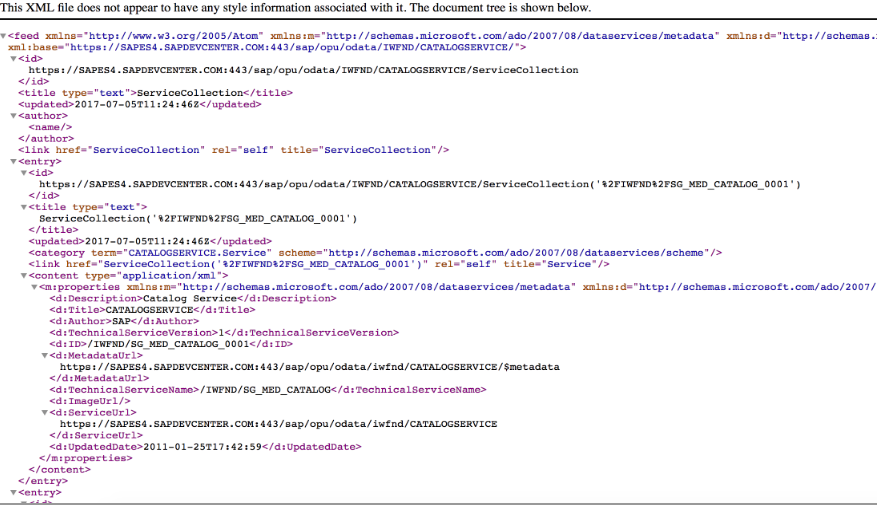 This XML file does not appear to have any style information associated with it. The document tree is shown below.
▼<feed xmlns="http://www.w3.org/2005/Atom" xmlns:m="http://schemas.microsoft.com/ado/2007/08/dataservices/metadata" xmlns:d="http://schemas.
xml:base="https://SAPES4.SAPDEVCENTER.COM:443/sap/opu/odata/IWFND/CATALOGSERVICE/">
▼<id>
https://SAPES4.SAPDEVCENTER.COM:443/sap/opu/odata/IWFND/CATALOGSERVICE/ServiceCollection
</id>
<title type="text">ServiceCollection</title>
<updated>2017-07-05T11:24:46Z</updated>
▼<author>
<name/>
</author>
<link href="ServiceCollection" rel="self" title="ServiceCollection"/>
▼<entry>
▼<id>
https://SAPES4.SAPDEVCENTER.COM:443/sap/opu/odata/IWFND/CATALOGSERVICE/ServiceCollection('%2FIWFND%2FSG_MED_CATALOG_0001')
</id>
▼<title type="text">
ServiceCollection('%2FIWFND%2FSG_MED_CATALOG_0001')
</title>
<updated>2017-07-05T11:24:46Z</updated>
<category term="CATALOGSERVICE.Service" scheme="http://schemas.microsoft.com/ado/2007/08/dataservices/scheme"/>
<link href="ServiceCollection('%2FIWFND%2FSG_MED_CATALOG_0001')" rel="self" title="Service"/>
▼<content type="application/xml">
▼<m:properties xmlns:m="http://schemas.microsoft.com/ado/2007/08/dataservices/metadata" xmlns:d="http://schemas.microsoft.com/ado/2007/
<d:Description>Catalog Service</d:Description>
<d:Title>CATALOGSERVICE</d:Title>
<d:Author>SAP</d:Author>
<d:TechnicalServiceVersion>1</d:TechnicalServiceVersion>
<d:ID>/IWFND/SG_MED_CATALOG_0001</d:ID>
▼<d:MetadataUrl>
https://SAPES4.SAPDEVCENTER.COM:443/sap/opu/odata/iwfnd/CATALOGSERVICE/$metadata
</d:MetadataUrl>
<d:TechnicalServiceName>/IWFND/SG_MED_CATALOG</d:TechnicalServiceName>
<d:ImageUrl/>
▼<d:ServiceUrl>
https://SAPES4.SAPDEVCENTER.COM:443/sap/opu/odata/iwfnd/CATALOGSERVICE
</d:ServiceUrl>
<d:UpdatedDate>2011-01-25T17:42:59</d:UpdatedDate>
</m:properties>
</content>
</entry>
▼<entry>